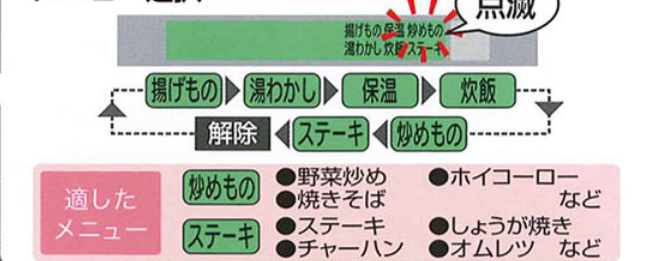 点滅
揚げもの 保温 炒めもの
湯わかし 炊飯 ステーキ
揚げもの 湯わかし 保温 炊飯
解除 ステーキ 炒めもの
適した
メニュー
炒めもの
●野菜炒め ●ホイコーロー
●焼きそば など
ステーキ
●ステーキ ●しょうが焼き
●チャーハン ●オムレツ など